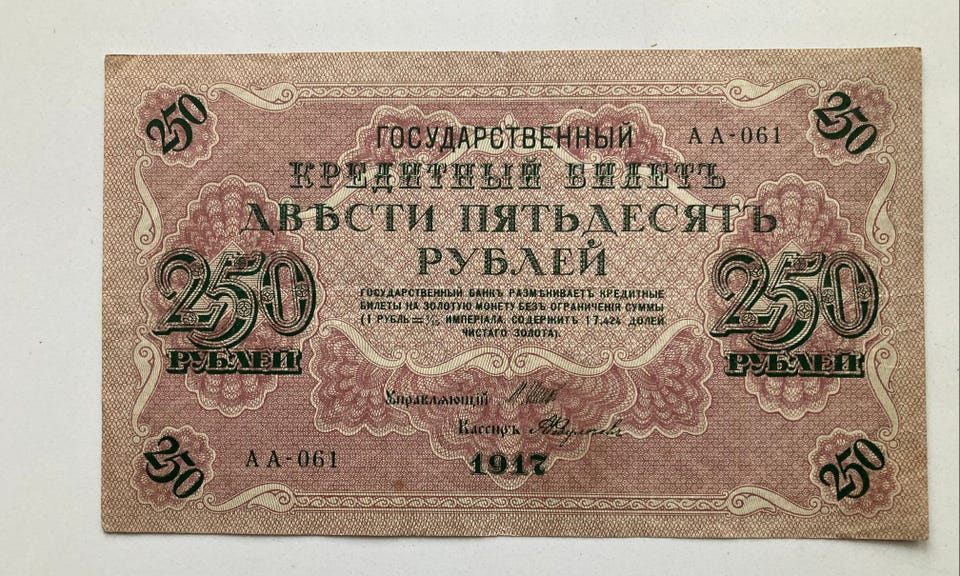 250
250
ГОСУДАРСТВЕННЫЙ
АА-061
КРЕДИТНЫЙ БИЛЕТЪ
ДВѢСТИ ПЯТЬДЕСЯТЪ
РУБЛЕЙ
250
РУБЛЕЙ
250
РУБЛЕЙ
ГОСУДАРСТВЕННЫЙ БАНКЪ РАЗМѢНИВАЕТЪ КРЕДИТНЫЕ
БИЛЕТЫ НА ЗОЛОТУЮ МОНЕТУ БЕЗЪ ОГРАНИЧЕНІЯ СУММЫ
(1 РУБЛЬ = 1/15 ИМПЕРІАЛА, СОДЕРЖИТЪ 17,424 ДОЛЕЙ
ЧИСТАГО ЗОЛОТА).
Управляющій
Кассиръ
250
АА-061
1917
250